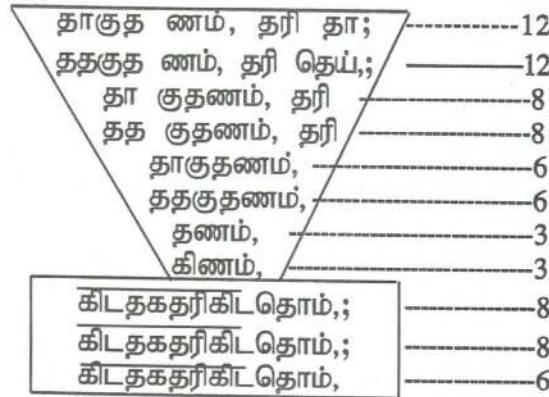 தாகுத ணம், தரி தா; ---------- 12
ததகுத ணம், தரி தெய்,; ———— 12
தா குதணம், தரி ---------------- 8
தத குதணம், தரி ---------------- 8
தாகுதணம், -------------------- 6
ததகுதணம், -------------------- 6
தணம், ---------------------- 3
கிணம், ---------------------- 3
கிடதகதரிகிடதொம்,; ---------- 8
கிடதகதரிகிடதொம்,; ---------- 8
கிடதகதரிகிடதொம், ---------- 6